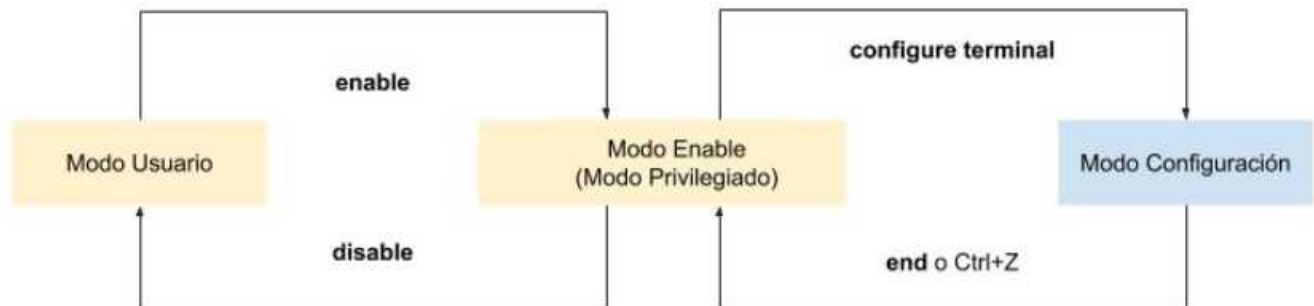 enable
configure terminal
Modo Usuario
Modo Enable
(Modo Privilegiado)
Modo Configuración
disable
end o Ctrl+Z